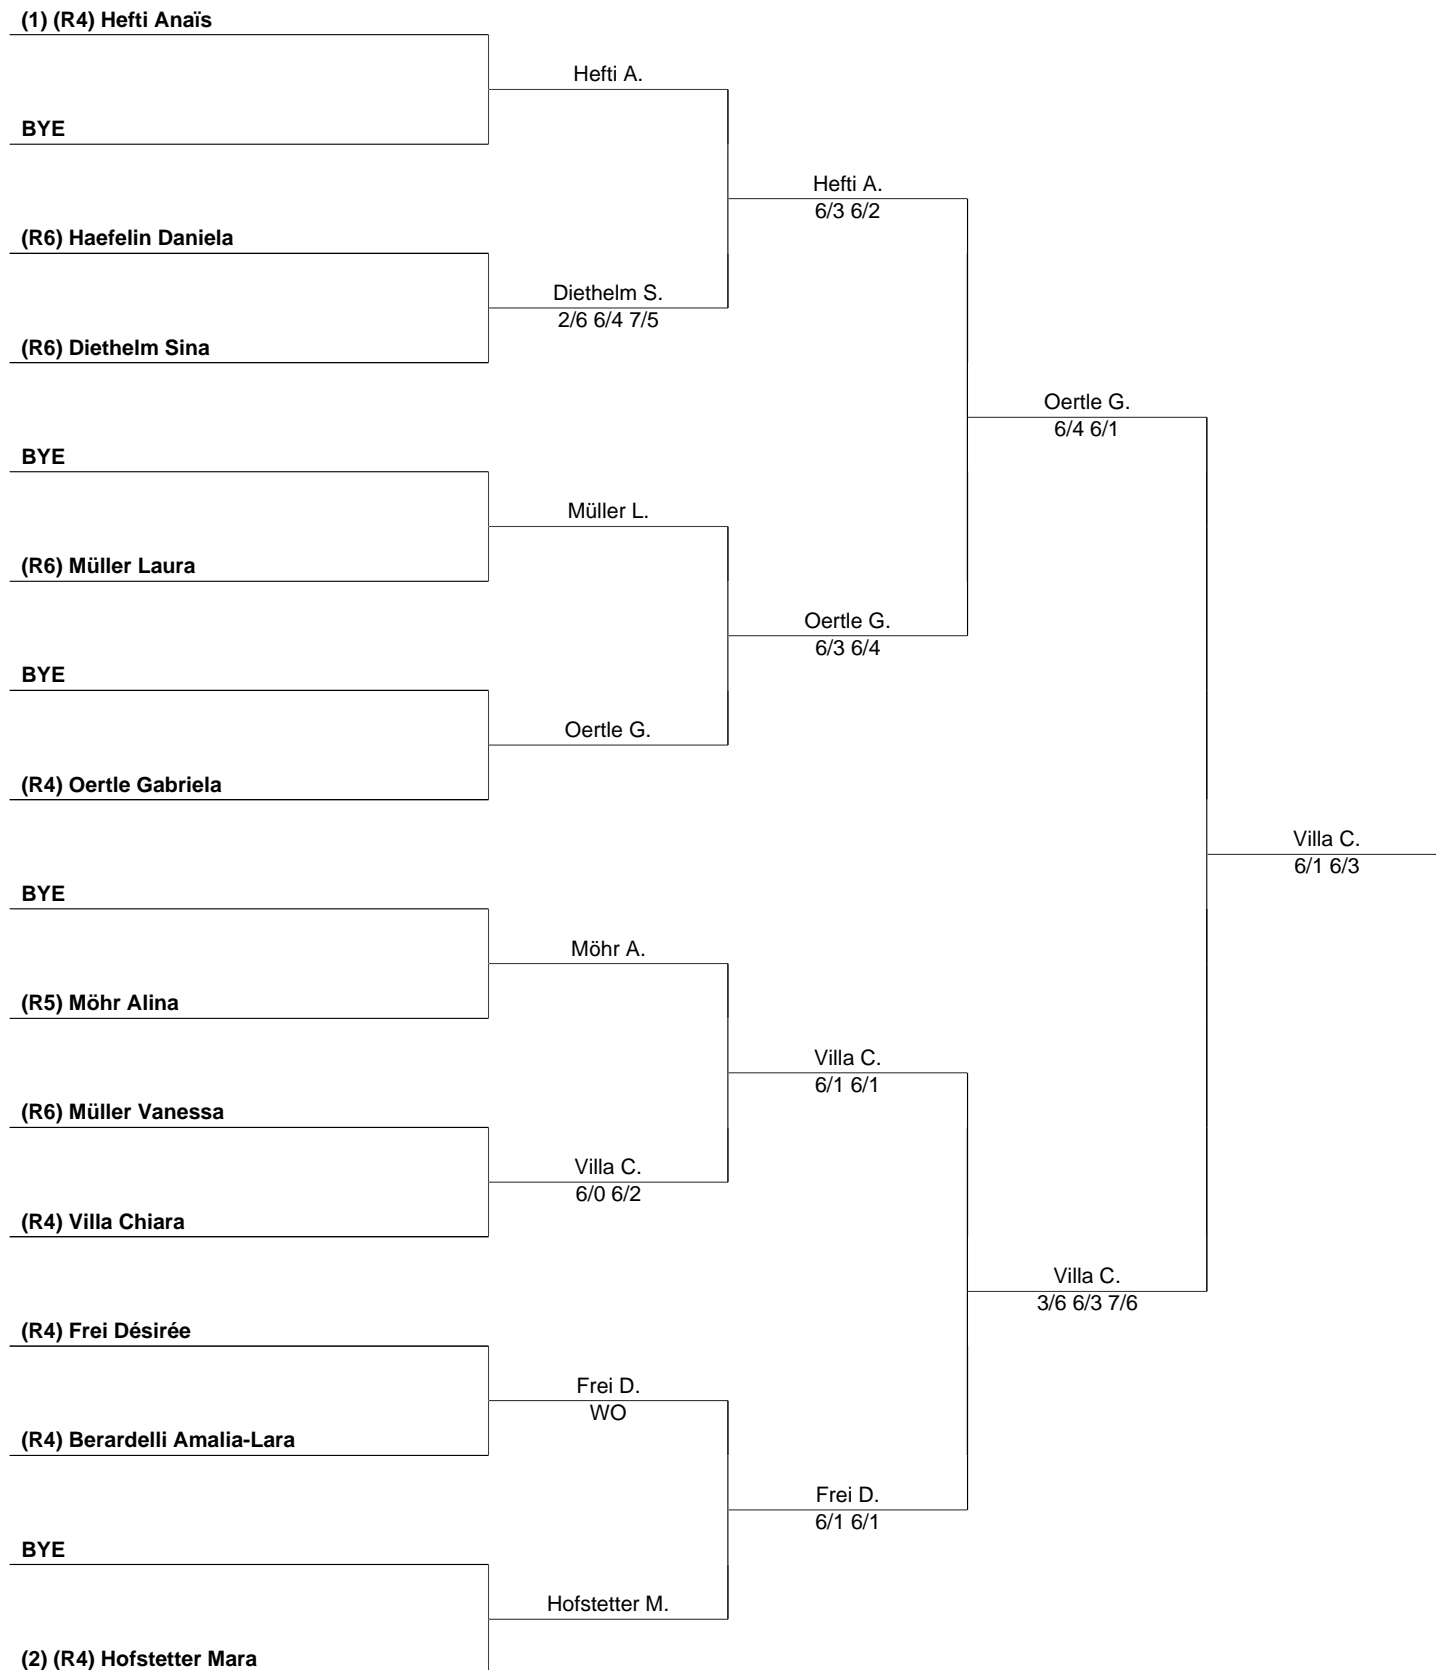 (1) (R4) Hefti Anaïs
Hefti A.
BYE
Hefti A.
6/3 6/2
(R6) Haefelin Daniela
Diethelm S.
2/6 6/4 7/5
(R6) Diethelm Sina
Oertle G.
6/4 6/1
BYE
Müller L.
(R6) Müller Laura
Oertle G.
6/3 6/4
BYE
Oertle G.
(R4) Oertle Gabriela
Villa C.
6/1 6/3
BYE
Möhr A.
(R5) Möhr Alina
Villa C.
6/1 6/1
(R6) Müller Vanessa
Villa C.
6/0 6/2
(R4) Villa Chiara
Villa C.
3/6 6/3 7/6
(R4) Frei Désirée
Frei D.
WO
(R4) Berardelli Amalia-Lara
Frei D.
6/1 6/1
BYE
Hofstetter M.
(2) (R4) Hofstetter Mara